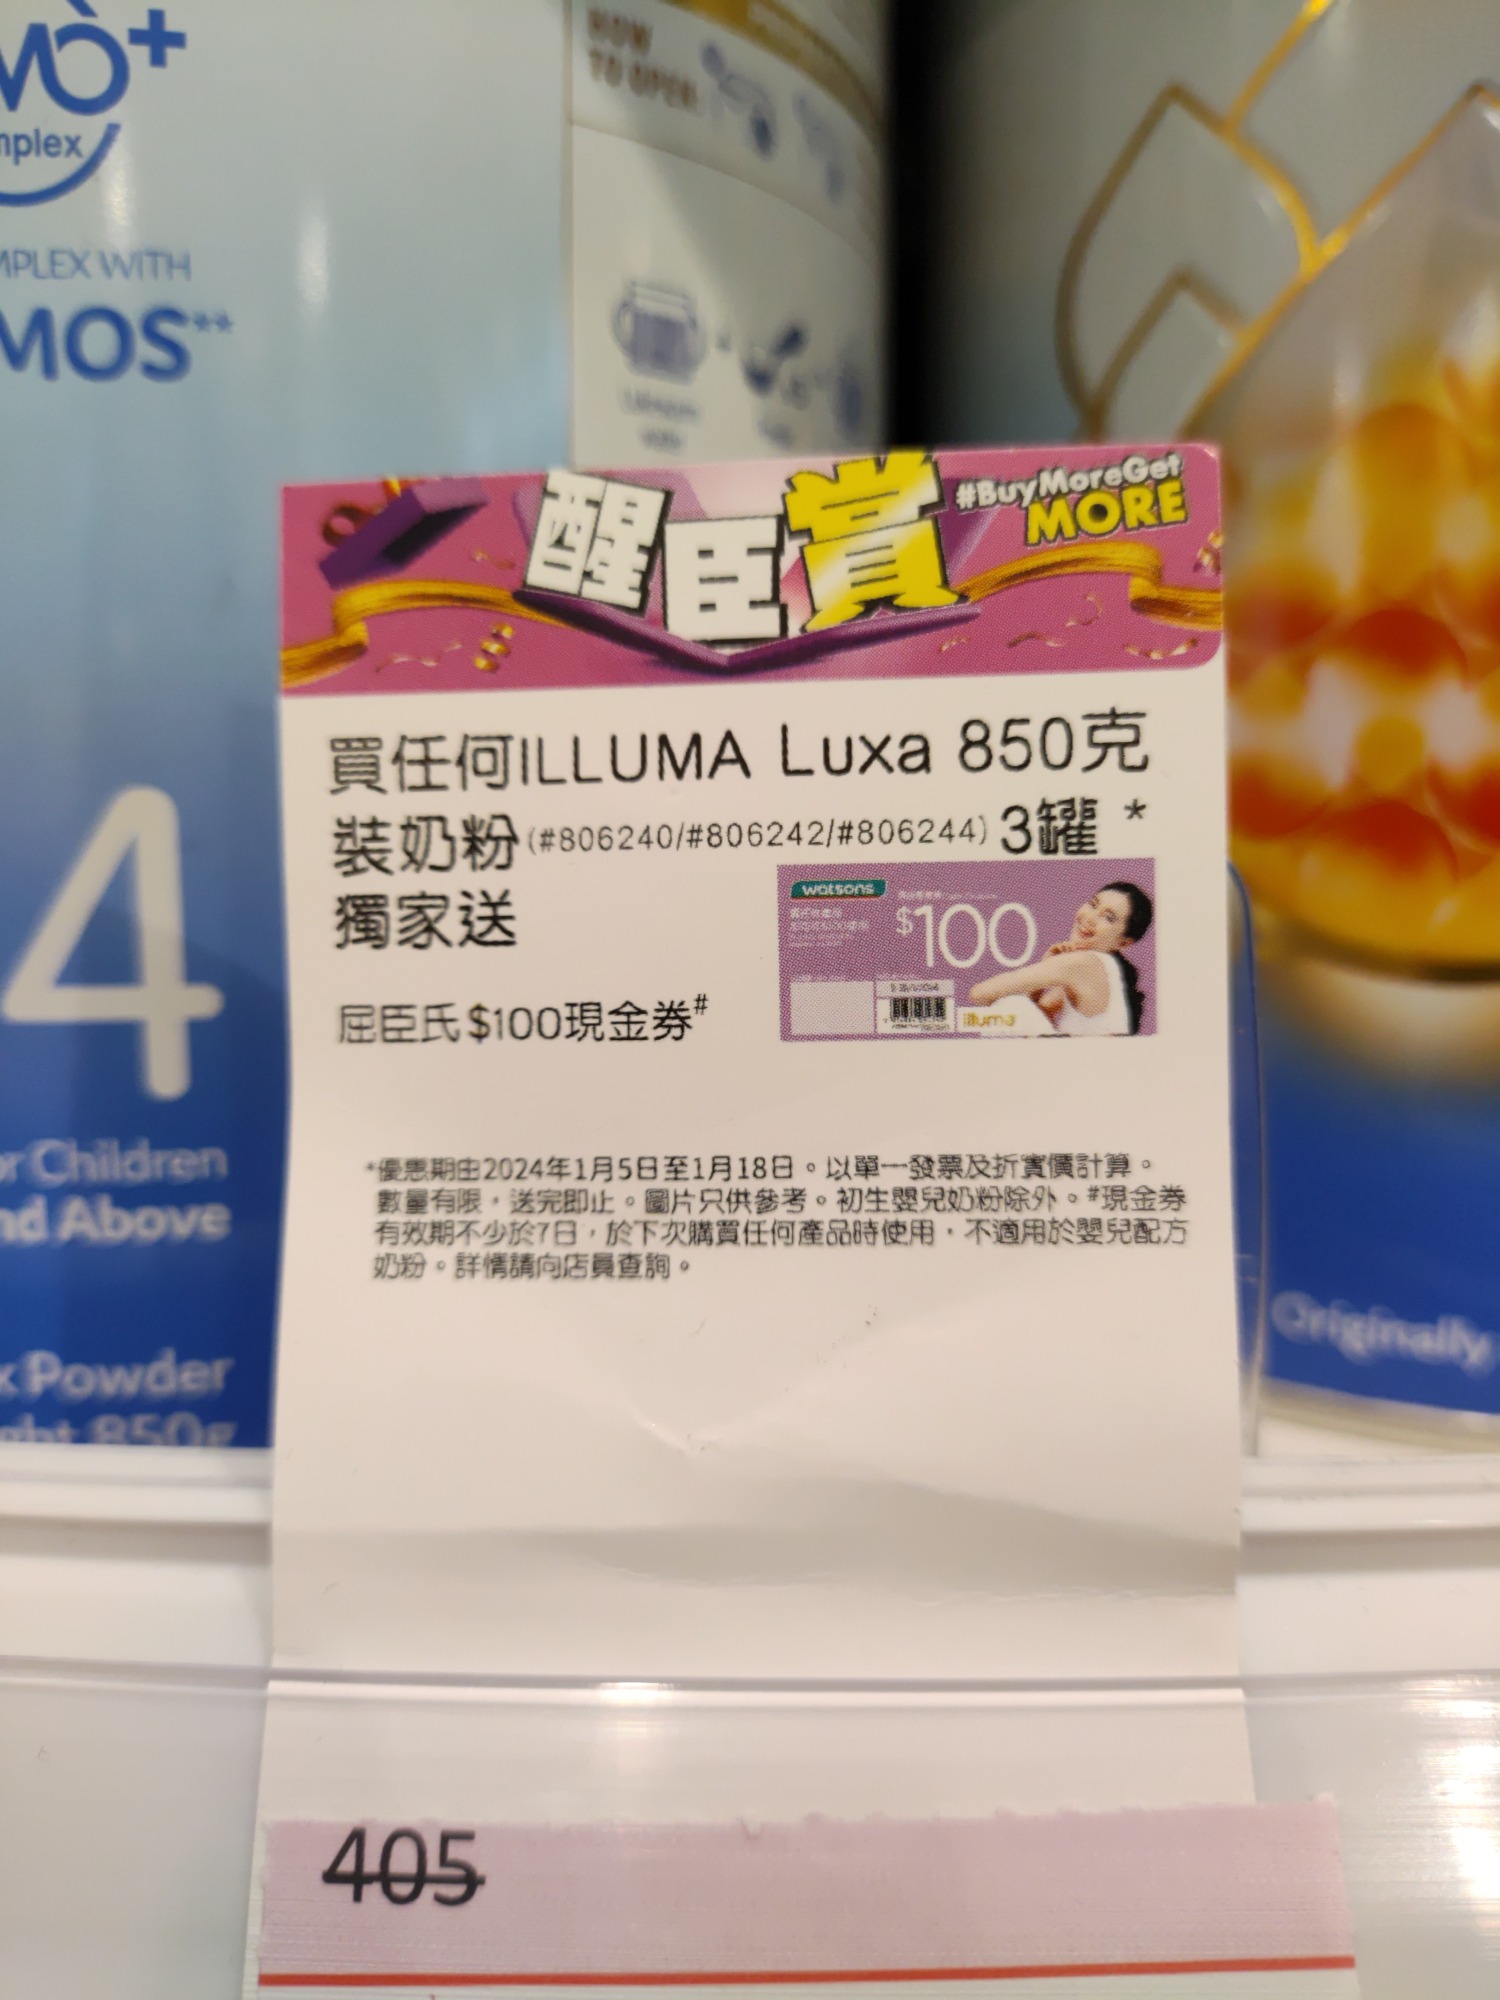 mplex
MPLEX WITH
MOS**
4
or Children
nd Above
Powder
850g
HOW
TO OPEN
醒臣賞
#BuyMoreGet
MORE
買任何ILLUMA Luxa 850克
裝奶粉(#806240/#806242/#806244) 3罐 *
獨家送
屈臣氏$100現金券#
watsons
$100
illuma
*優惠期由2024年1月5日至1月18日。以單一發票及折實價計算。
數量有限，送完即止。圖片只供參考。初生嬰兒奶粉除外。#現金券
有效期不少於7日，於下次購買任何產品時使用，不適用於嬰兒配方
奶粉。詳情請向店員查詢。
Originally
405